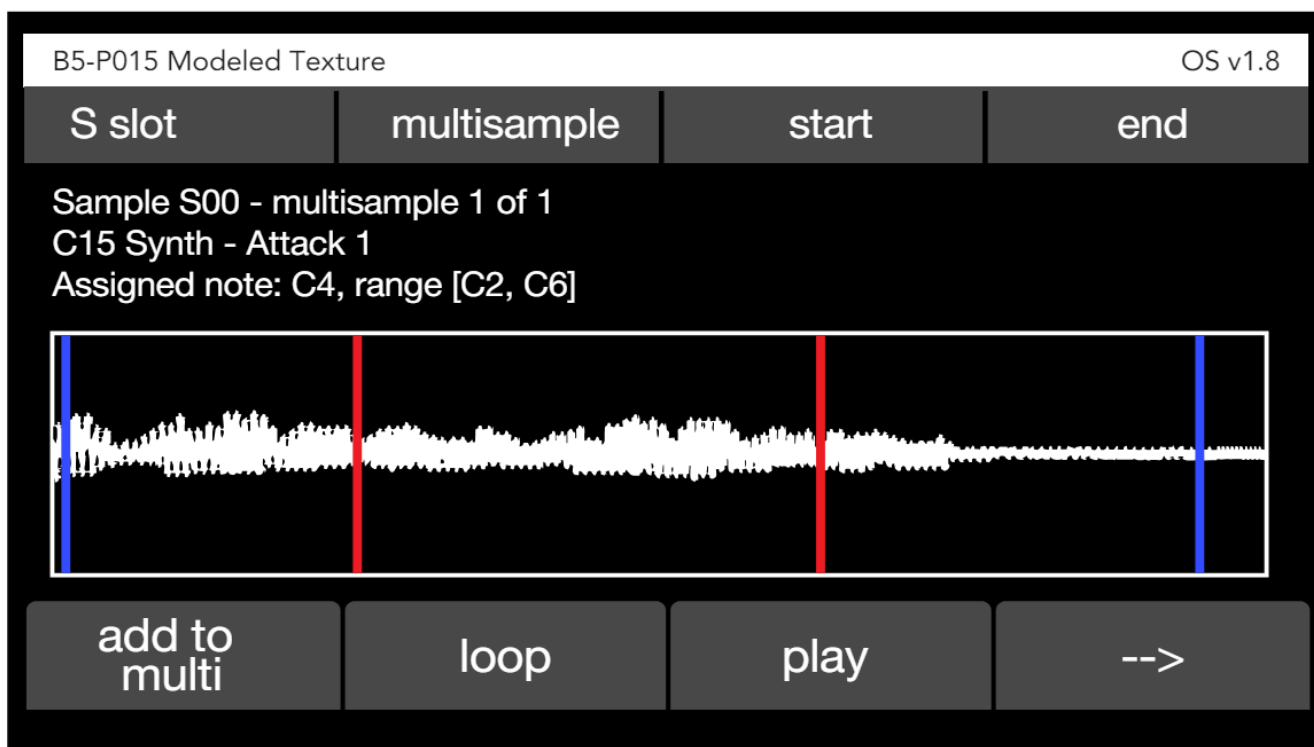 B5-P015 Modeled Texture
OS v1.8
S slot
multisample
start
end
Sample S00 - multisample 1 of 1
C15 Synth - Attack 1
Assigned note: C4, range [C2, C6]
add to
multi
loop
play
-->